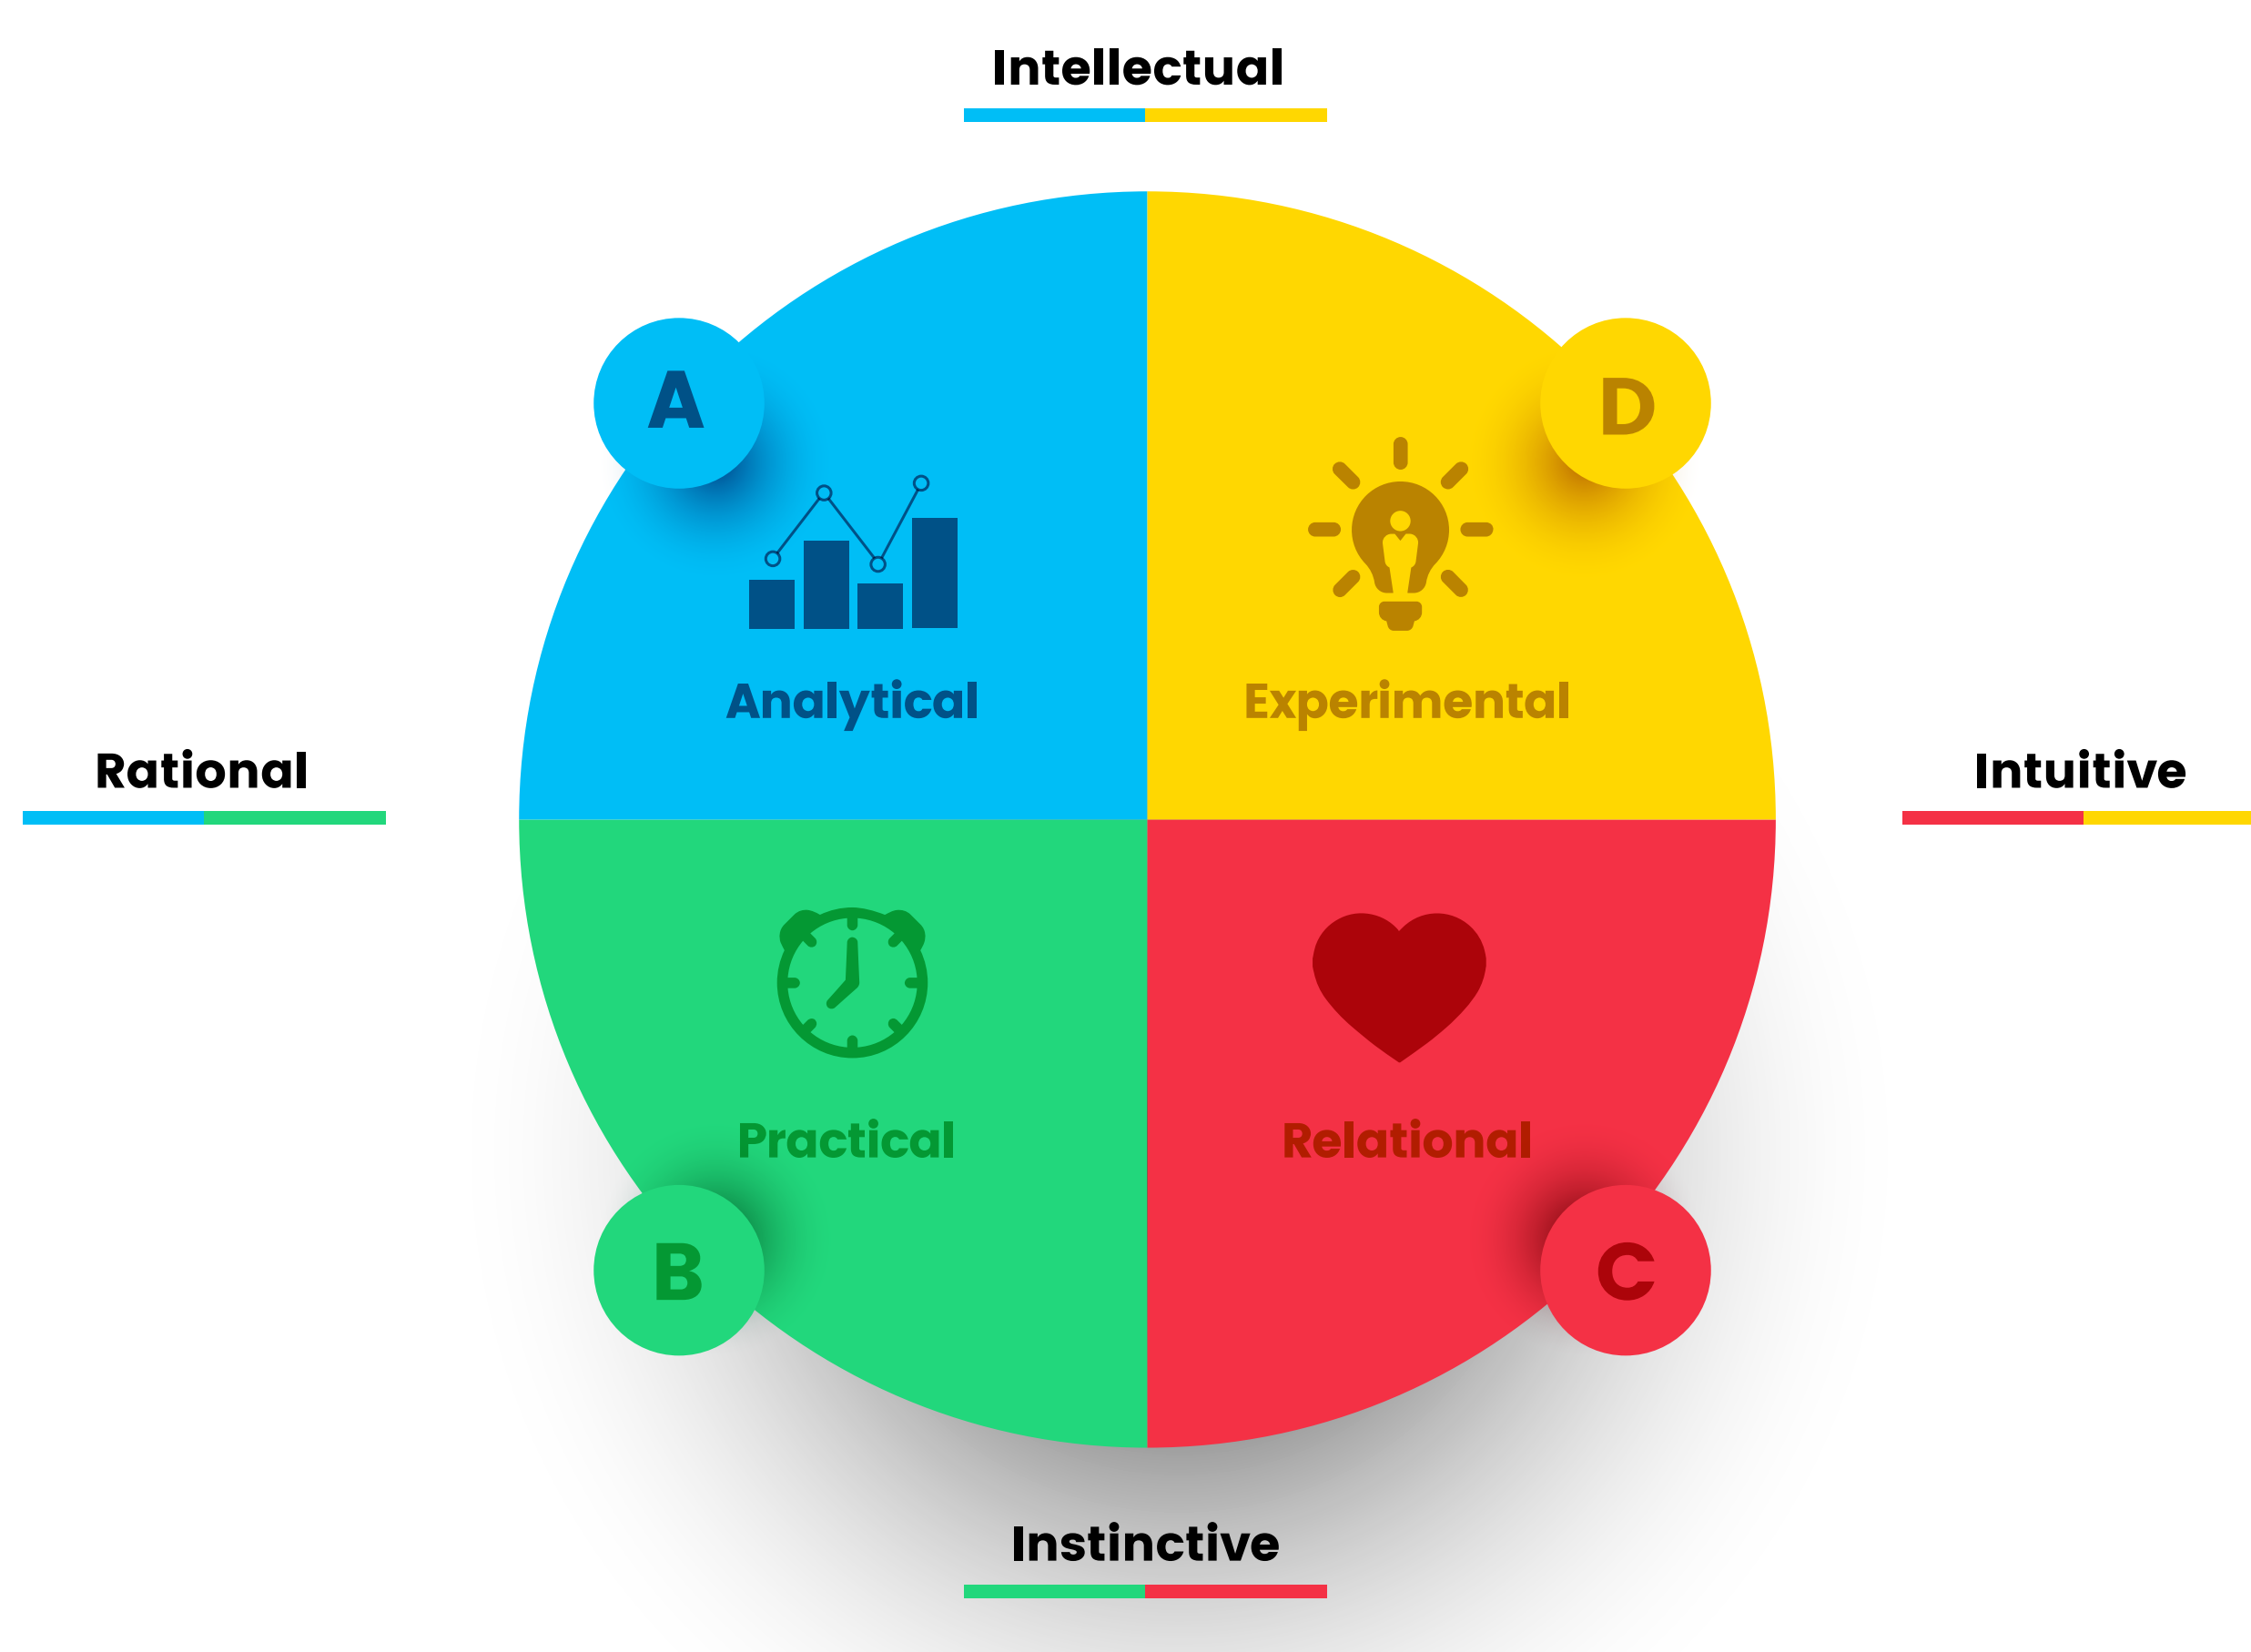 Intellectual
A
D
Analytical
Experimental
Rational
Intuitive
Practical
Relational
B
C
Instinctive